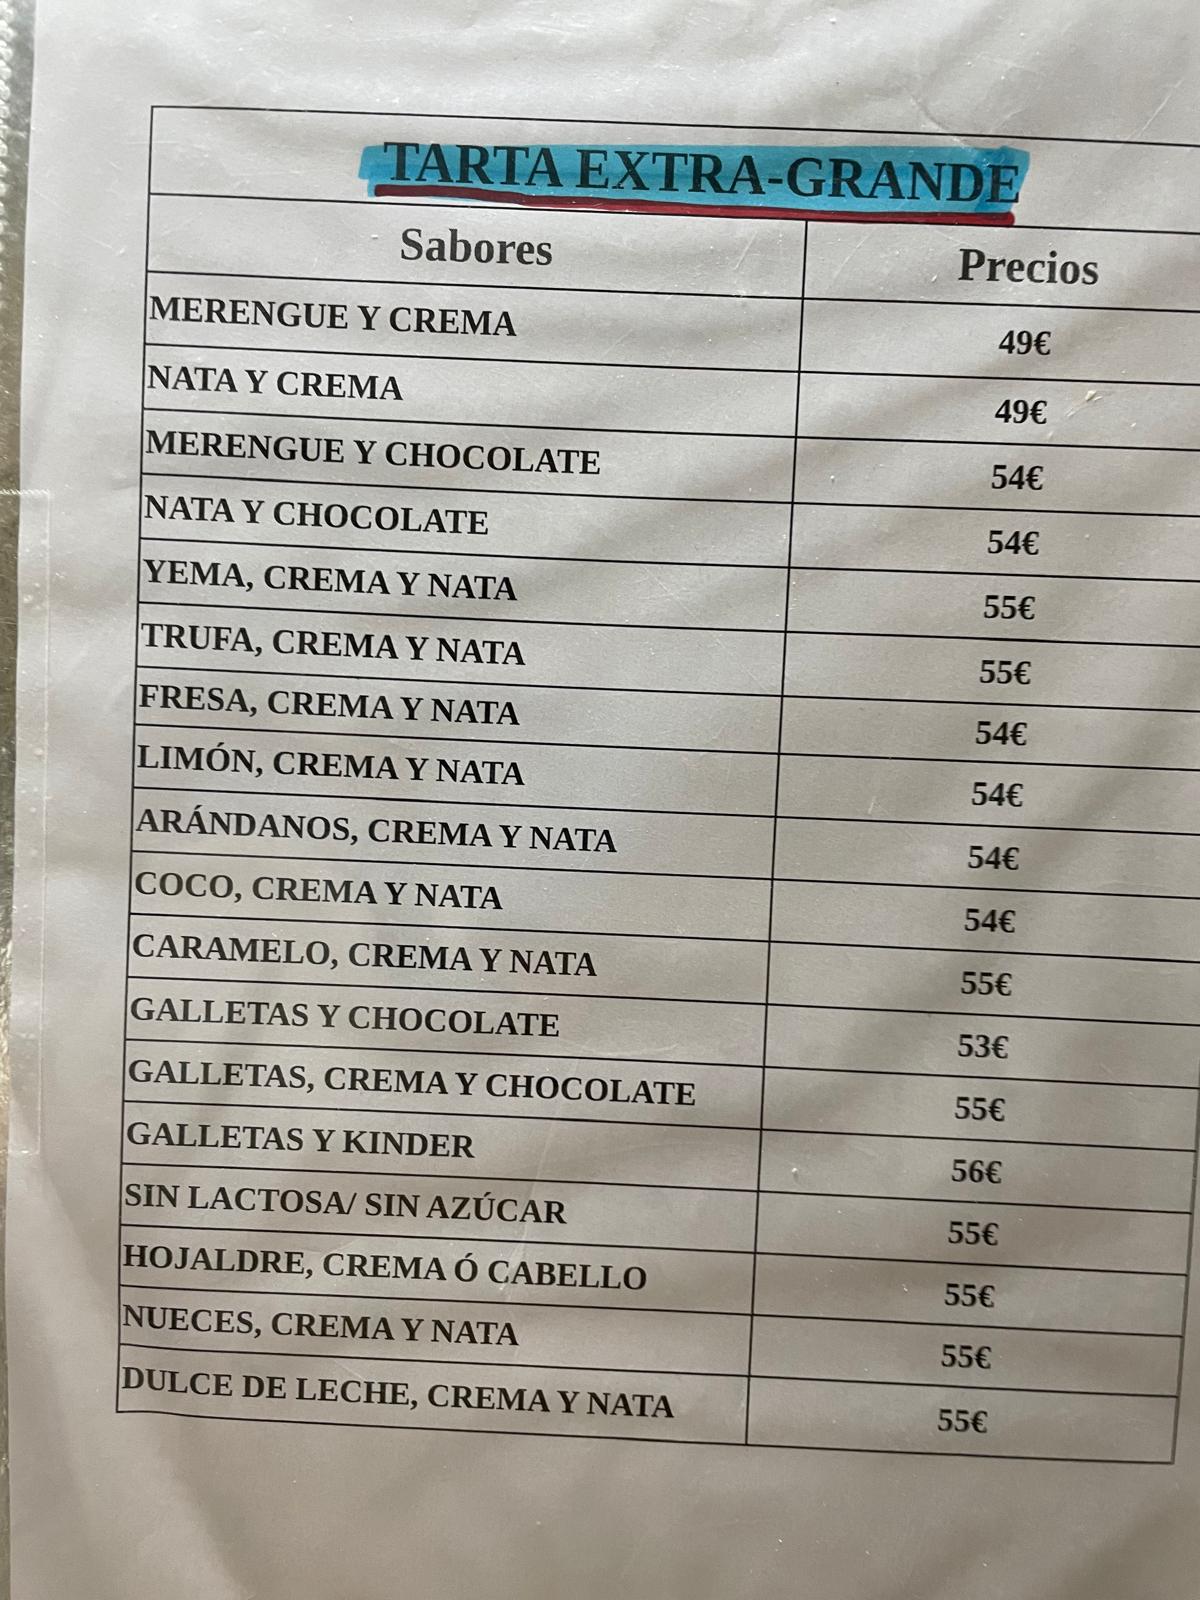 TARTA EXTRA-GRANDE
Sabores Precios
MERENGUE Y CREMA 49€
NATA Y CREMA 49€
MERENGUE Y CHOCOLATE 54€
NATA Y CHOCOLATE 54€
YEMA, CREMA Y NATA 55€
TRUFA, CREMA Y NATA 55€
FRESA, CREMA Y NATA 54€
LIMÓN, CREMA Y NATA 54€
ARÁNDANOS, CREMA Y NATA 54€
COCO, CREMA Y NATA 54€
CARAMELO, CREMA Y NATA 55€
GALLETAS Y CHOCOLATE 53€
GALLETAS, CREMA Y CHOCOLATE 55€
GALLETAS Y KINDER 56€
SIN LACTOSA/ SIN AZÚCAR 55€
HOJALDRE, CREMA Ó CABELLO 55€
NUECES, CREMA Y NATA 55€
DULCE DE LECHE, CREMA Y NATA 55€